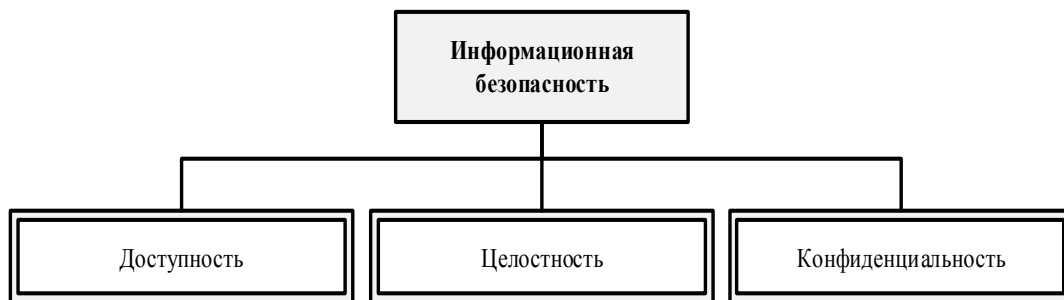 Информационная
безопасность
Доступность
Целостность
Конфиденциальность